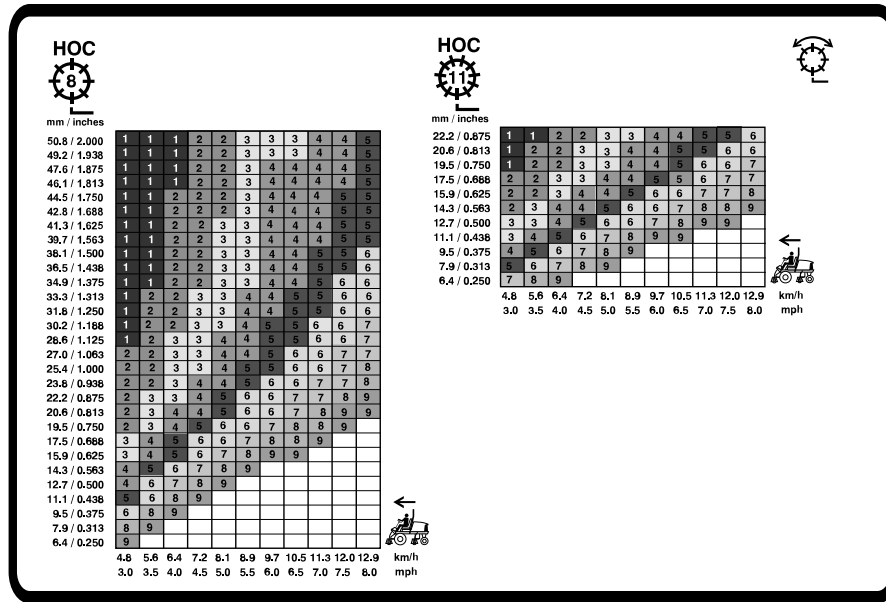 HOC
8
mm / inches
50.8 / 2.000 1 1 1 2 2 3 3 3 4 4 5
49.2 / 1.938 1 1 1 2 2 3 3 3 4 4 5
47.6 / 1.875 1 1 1 2 2 3 4 4 4 4 5
46.1 / 1.813 1 1 1 2 2 3 4 4 4 4 5
44.5 / 1.750 1 1 2 2 2 3 4 4 4 5 5
42.8 / 1.688 1 1 2 2 2 3 4 4 4 5 5
41.3 / 1.625 1 1 2 2 3 3 4 4 4 5 5
39.7 / 1.563 1 1 2 2 3 3 4 4 4 5 5
38.1 / 1.500 1 1 2 2 3 3 4 4 5 5 6
36.5 / 1.438 1 1 2 2 3 3 4 4 5 5 6
34.9 / 1.375 1 1 2 2 3 3 4 4 5 6 6
33.3 / 1.313 1 2 2 3 3 4 4 5 5 6 6
31.8 / 1.250 1 2 2 3 3 4 4 5 5 6 6
30.2 / 1.188 1 2 2 3 3 4 5 5 6 6 7
28.6 / 1.125 1 2 3 3 4 4 5 5 6 6 7
27.0 / 1.063 2 2 3 3 4 4 5 6 6 7 7
25.4 / 1.000 2 2 3 3 4 5 5 6 6 7 8
23.8 / 0.938 2 2 3 4 4 5 6 6 7 7 8
22.2 / 0.875 2 3 3 4 5 6 6 7 7 8 9
20.6 / 0.813 2 3 4 4 5 6 6 7 8 9 9
19.5 / 0.750 2 3 4 5 6 6 7 8 8 9
17.5 / 0.688 3 4 5 6 6 7 8 8 9
15.9 / 0.625 3 4 5 6 7 8 9 9
14.3 / 0.563 4 5 6 7 8 9
12.7 / 0.500 4 6 7 8 9
11.1 / 0.438 5 6 8 9
9.5 / 0.375 6 8 9
7.9 / 0.313 8 9
6.4 / 0.250 9
4.8 5.6 6.4 7.2 8.1 8.9 9.7 10.5 11.3 12.0 12.9 km/h
3.0 3.5 4.0 4.5 5.0 5.5 6.0 6.5 7.0 7.5 8.0 mph
HOC
11
mm / inches
22.2 / 0.875 1 1 2 2 3 3 4 4 5 5 6
20.6 / 0.813 1 2 2 3 3 4 4 5 5 6 6
19.5 / 0.750 1 2 2 3 3 4 4 5 6 6 7
17.5 / 0.688 2 2 3 3 4 4 5 5 6 7 7
15.9 / 0.625 2 2 3 4 4 5 6 6 7 7 8
14.3 / 0.563 2 3 4 4 5 6 6 7 8 8 9
12.7 / 0.500 3 3 4 5 6 6 7 8 9 9
11.1 / 0.438 3 4 5 6 7 8 9 9
9.5 / 0.375 4 5 6 7 8 9
7.9 / 0.313 5 6 7 8 9
6.4 / 0.250 7 8 9
4.8 5.6 6.4 7.2 8.1 8.9 9.7 10.5 11.3 12.0 12.9 km/h
3.0 3.5 4.0 4.5 5.0 5.5 6.0 6.5 7.0 7.5 8.0 mph